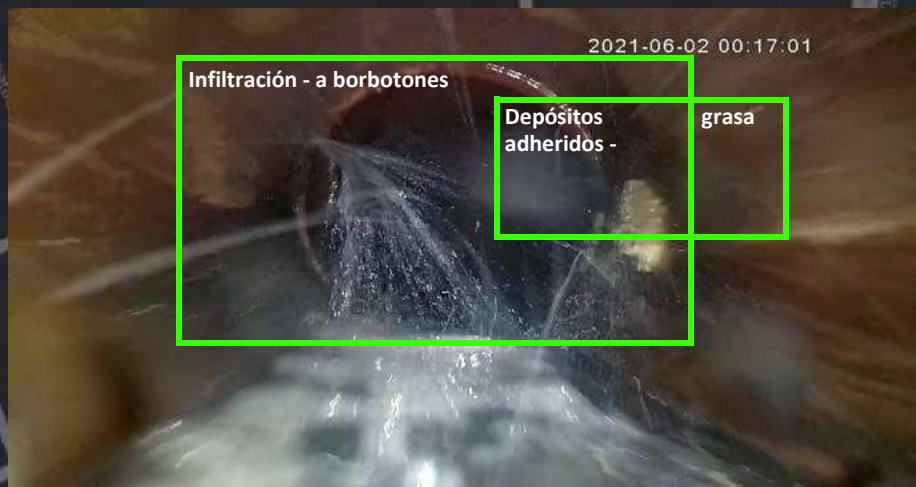 2021-06-02 00:17:01
Infiltración - a borbotones
Depósitos grasa
adheridos -